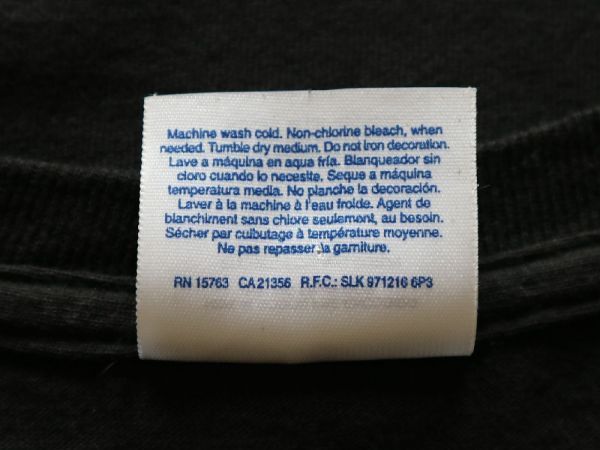 Machine wash cold. Non-chlorine bleach, when
needed. Tumble dry medium. Do not iron decoration.
Lave a máquina en aqua fría. Blanqueador sin
cloro cuando lo necesite. Seque a máquina
temperatura media. No planche la decoración.
Laver à la machine à l'eau froide. Agent de
blanchiment sans chlore seulement, au besoin.
Sécher par culbutage à température moyenne.
Ne pas repasser la garniture.
RN 15763 CA 21356 R.F.C.: SLK 971216 6P3